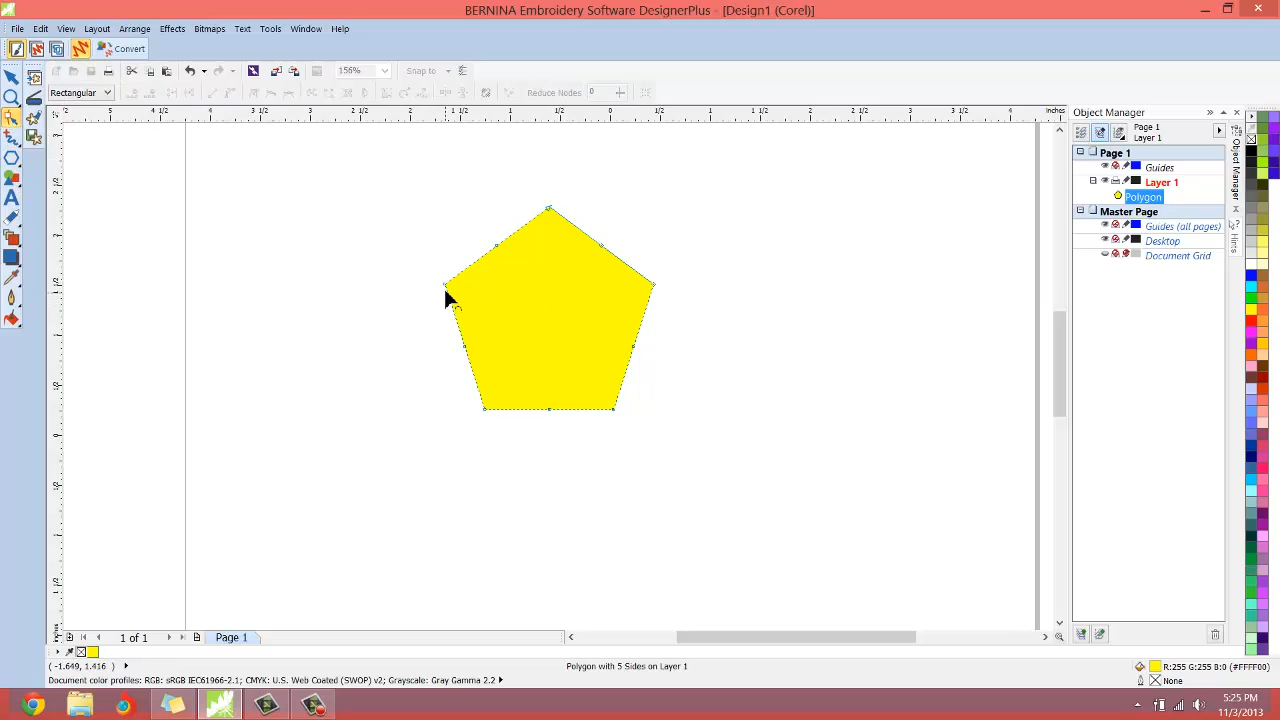 BERNINA Embroidery Software DesignerPlus - [Design1 (Corel)]
File Edit View Layout Arrange Effects Bitmaps Text Tools Window Help
Convert
156% Snap to
Rectangular Reduce Nodes 0
inches
Object Manager
Page 1
Layer 1
Page 1
Guides
Layer 1
Polygon
Master Page
Guides (all pages)
Desktop
Document Grid
Object Manager
Hints
1 of 1 Page 1
( -1.649, 1.416 ) Polygon with 5 Sides on Layer 1 R:255 G:255 B:0 (#FFFF00)
Document color profiles: RGB: sRGB IEC61966-2.1; CMYK: U.S. Web Coated (SWOP) v2; Grayscale: Gray Gamma 2.2 None
5:25 PM
11/3/2013